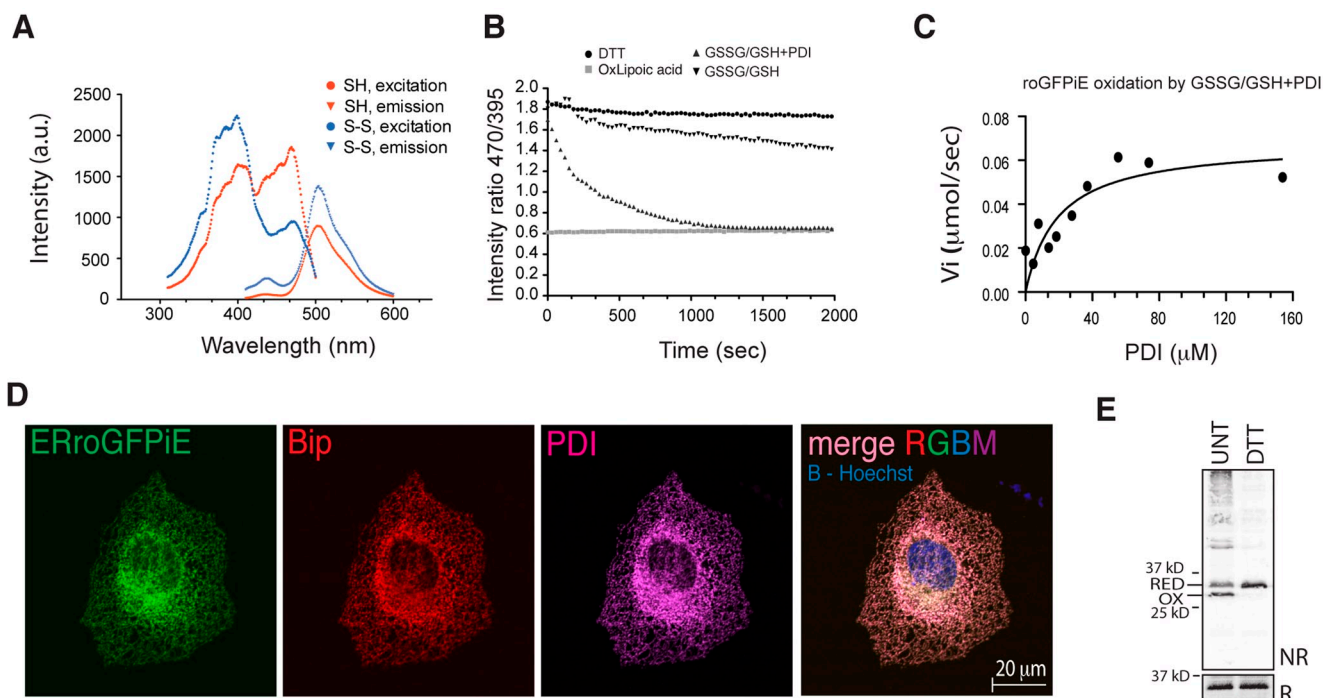 A
SH, excitation
SH, emission
S-S, excitation
S-S, emission
2500
2000
1500
1000
500
0
Intensity (a.u.)
300 400 500 600
Wavelength (nm)
B
DTT
OxLipoic acid
GSSG/GSH+PDI
GSSG/GSH
2.0
1.8
1.6
1.4
1.2
1.0
0.8
0.6
0.4
0.2
0.0
Intensity ratio 470/395
0 500 1000 1500 2000
Time (sec)
C
roGFPiE oxidation by GSSG/GSH+PDI
0.08
0.06
0.04
0.02
0.00
Vi (μmol/sec)
0 40 80 120 160
PDI (μM)
D
ERroGFPiE
Bip
PDI
merge RGBM
B - Hoechst
20 μm
E
UNT
DTT
37 kD
RED
OX
25 kD
NR
37 kD
R